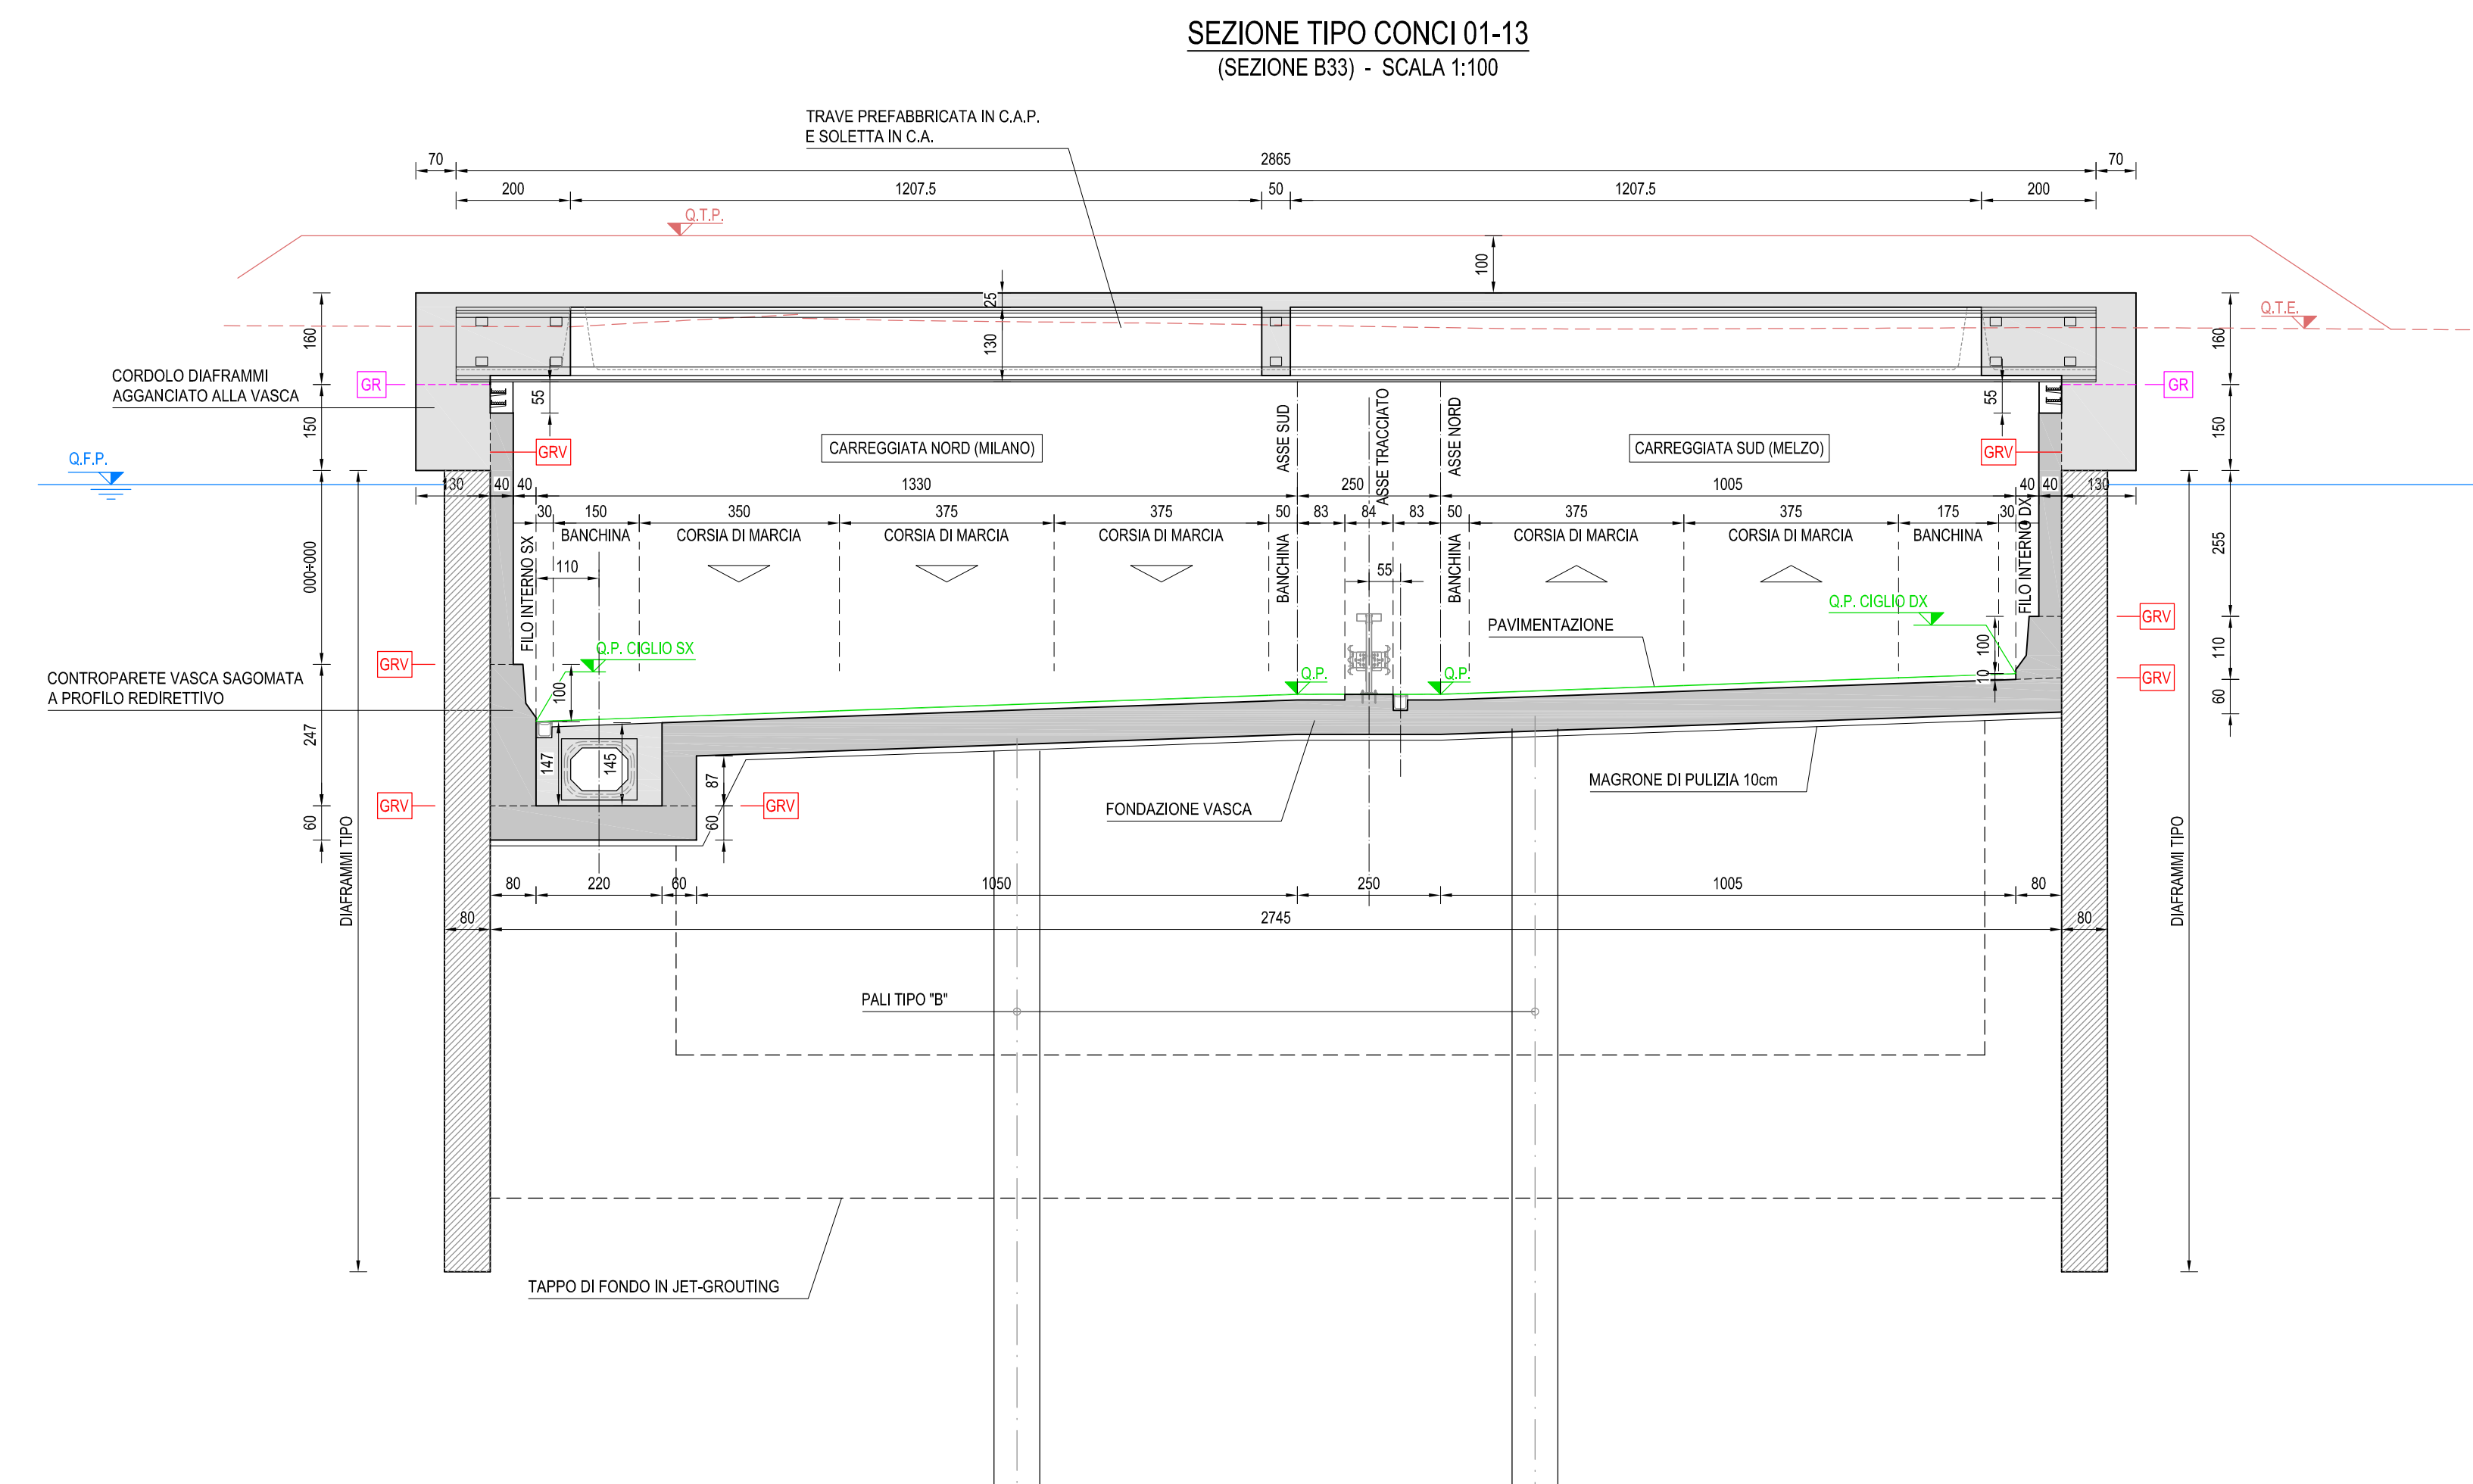 SEZIONE TIPO CONCI 01-13
(SEZIONE B33) - SCALA 1:100
TRAVE PREFABBRICATA IN C.A.P.
E SOLETTA IN C.A.
70 2865 70
200 1207.5 50 1207.5 200
Q.T.P.
100
25
130
Q.T.E.
160
160
CORDOLO DIAFRAMMI
AGGANCIATO ALLA VASCA
GR
GR
55
55
150
150
GRV
GRV
CARREGGIATA NORD (MILANO)
CARREGGIATA SUD (MELZO)
ASSE SUD
ASSE TRACCIATO
ASSE NORD
Q.F.P.
130 40 40 1330 250 1005 40 40 130
30 150 350 375 375 50 83 84 83 50 375 375 175 30
BANCHINA CORSIA DI MARCIA CORSIA DI MARCIA CORSIA DI MARCIA CORSIA DI MARCIA CORSIA DI MARCIA BANCHINA
BANCHINA
BANCHINA
FILO INTERNO SX
FILO INTERNO DX
000÷000
255
110
55
Q.P. CIGLIO SX
Q.P. CIGLIO DX
PAVIMENTAZIONE
GRV
GRV
GRV
100
100
10
110
60
Q.P.
Q.P.
CONTROPARETE VASCA SAGOMATA
A PROFILO REDIRETTIVO
247
147
145
87
60
60
GRV
GRV
MAGRONE DI PULIZIA 10cm
FONDAZIONE VASCA
DIAFRAMMI TIPO
DIAFRAMMI TIPO
80 220 60 1050 250 1005 80
80 2745 80
PALI TIPO "B"
TAPPO DI FONDO IN JET-GROUTING